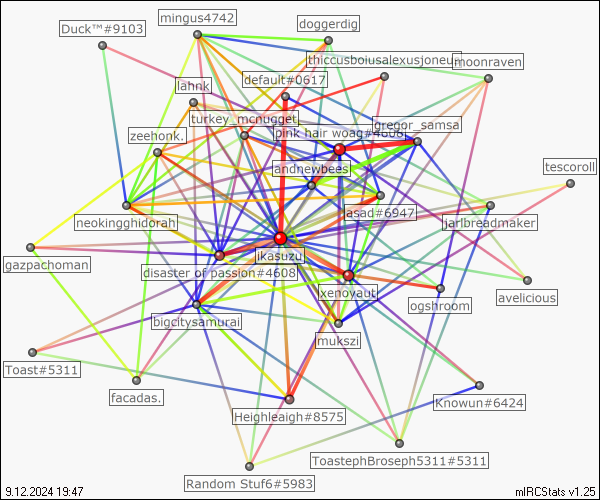 mingus4742
Duck™#9103
doggerdig
thiccusboiusalexusjoneur
moonraven
default#0617
lahnk
turkey_mcnugget
gregor_samsa
pink hair woag#4606
zeehonk.
andnewbees
tescoroll
asad#6947
neokingghidorah
jarlbreadmaker
ikasuzu
gazpachoman
disaster of passion#4608
xenoyaut
avelicious
ogshroom
bigcitysamurai
mukszi
Toast#5311
facadas.
Knowun#6424
Heighleaigh#8575
ToastephBroseph5311#5311
Random Stuf6#5983
9.12.2024 19:47
mIRCStats v1.25